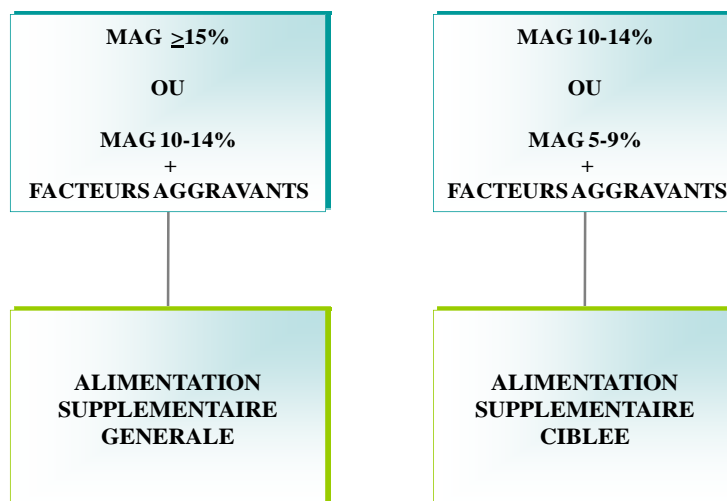 MAG ≥15%
OU
MAG 10-14%
+
FACTEURS AGGRAVANTS
ALIMENTATION
SUPPLEMENTAIRE
GENERALE
MAG 10-14%
OU
MAG 5-9%
+
FACTEURS AGGRAVANTS
ALIMENTATION
SUPPLEMENTAIRE
CIBLEE